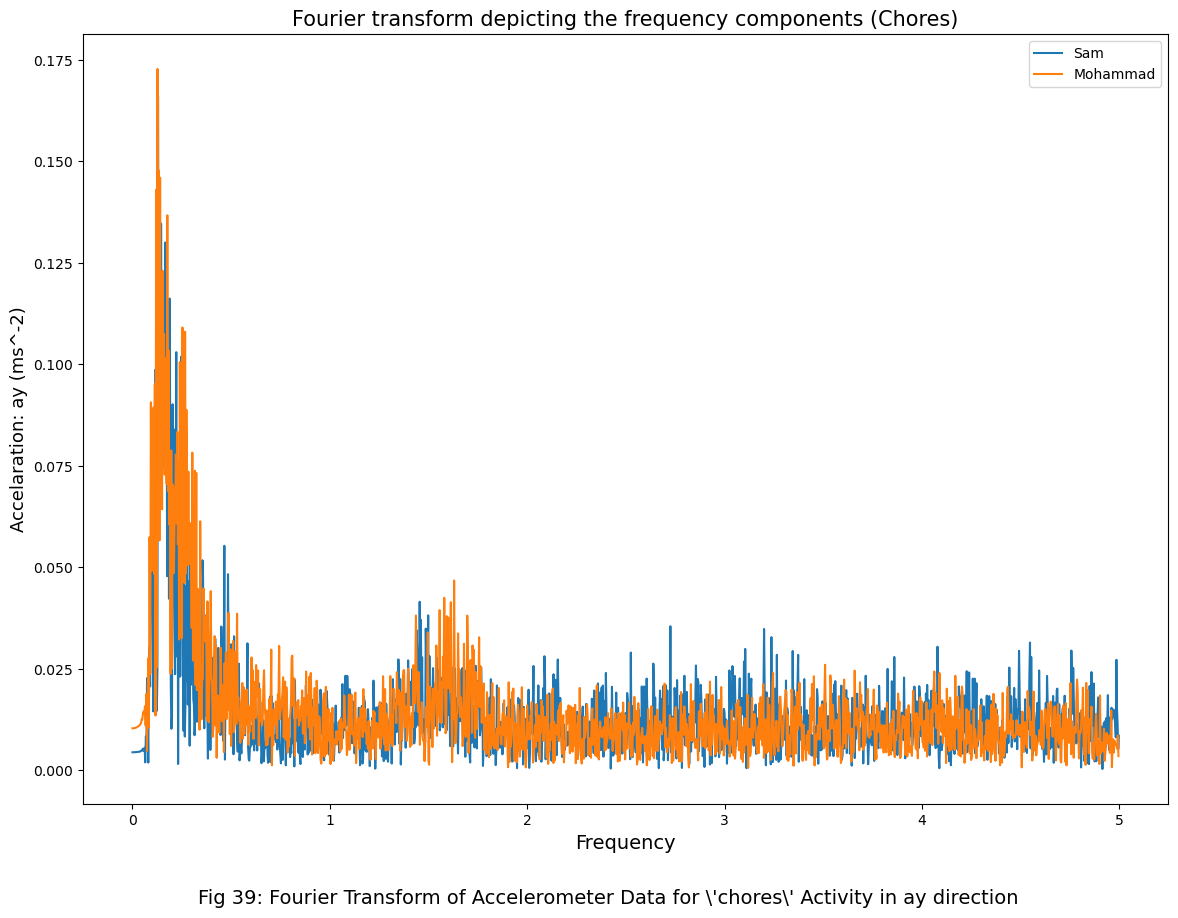 Fourier transform depicting the frequency components (Chores)
Sam
Mohammad
0.175
0.150
0.125
0.100
0.075
0.050
0.025
0.000
Accelaration: ay (ms^-2)
0 1 2 3 4 5
Frequency
Fig 39: Fourier Transform of Accelerometer Data for \'chores\' Activity in ay direction